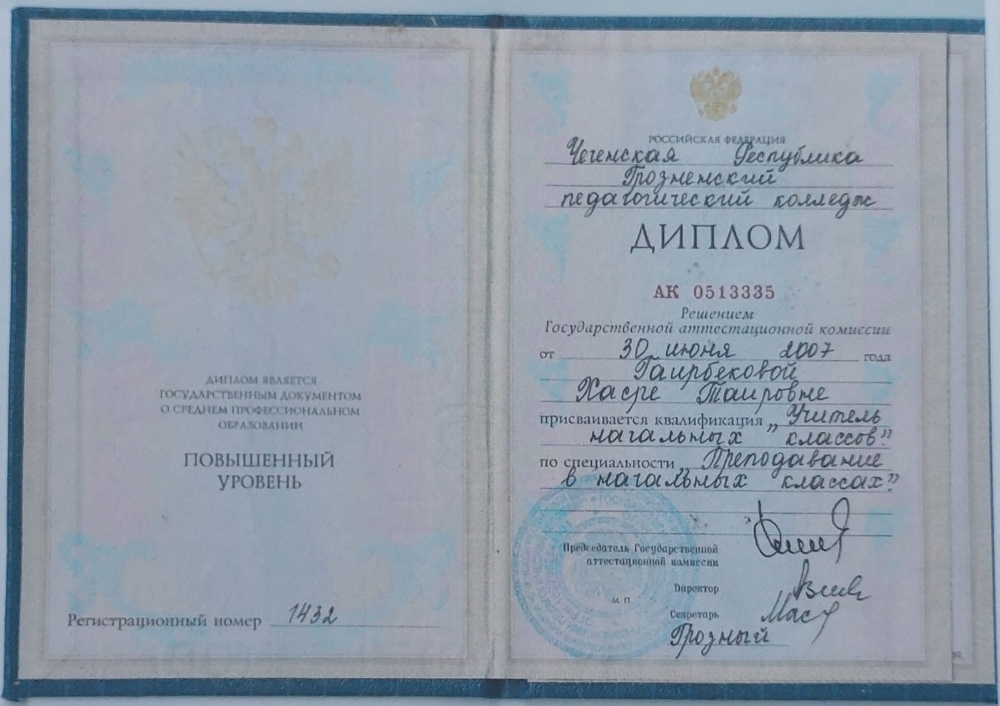 ДИПЛОМ ЯВЛЯЕТСЯ
ГОСУДАРСТВЕННЫМ ДОКУМЕНТОМ
О СРЕДНЕМ ПРОФЕССИОНАЛЬНОМ
ОБРАЗОВАНИИ
ПОВЫШЕННЫЙ
УРОВЕНЬ
Регистрационный номер 1432
РОССИЙСКАЯ ФЕДЕРАЦИЯ
Чеченская Республика
Грозненский
педагогический колледж
ДИПЛОМ
АК 0513335
Решением
Государственной аттестационной комиссии
от 30 июня 2007 года
Гаирбековой
Хасре Таировне
присваивается квалификация „Учитель
начальных классов"
по специальности „Преподавание
в начальных классах"
Председатель Государственной
аттестационной комиссии
Директор
М. П
Секретарь
Грозный